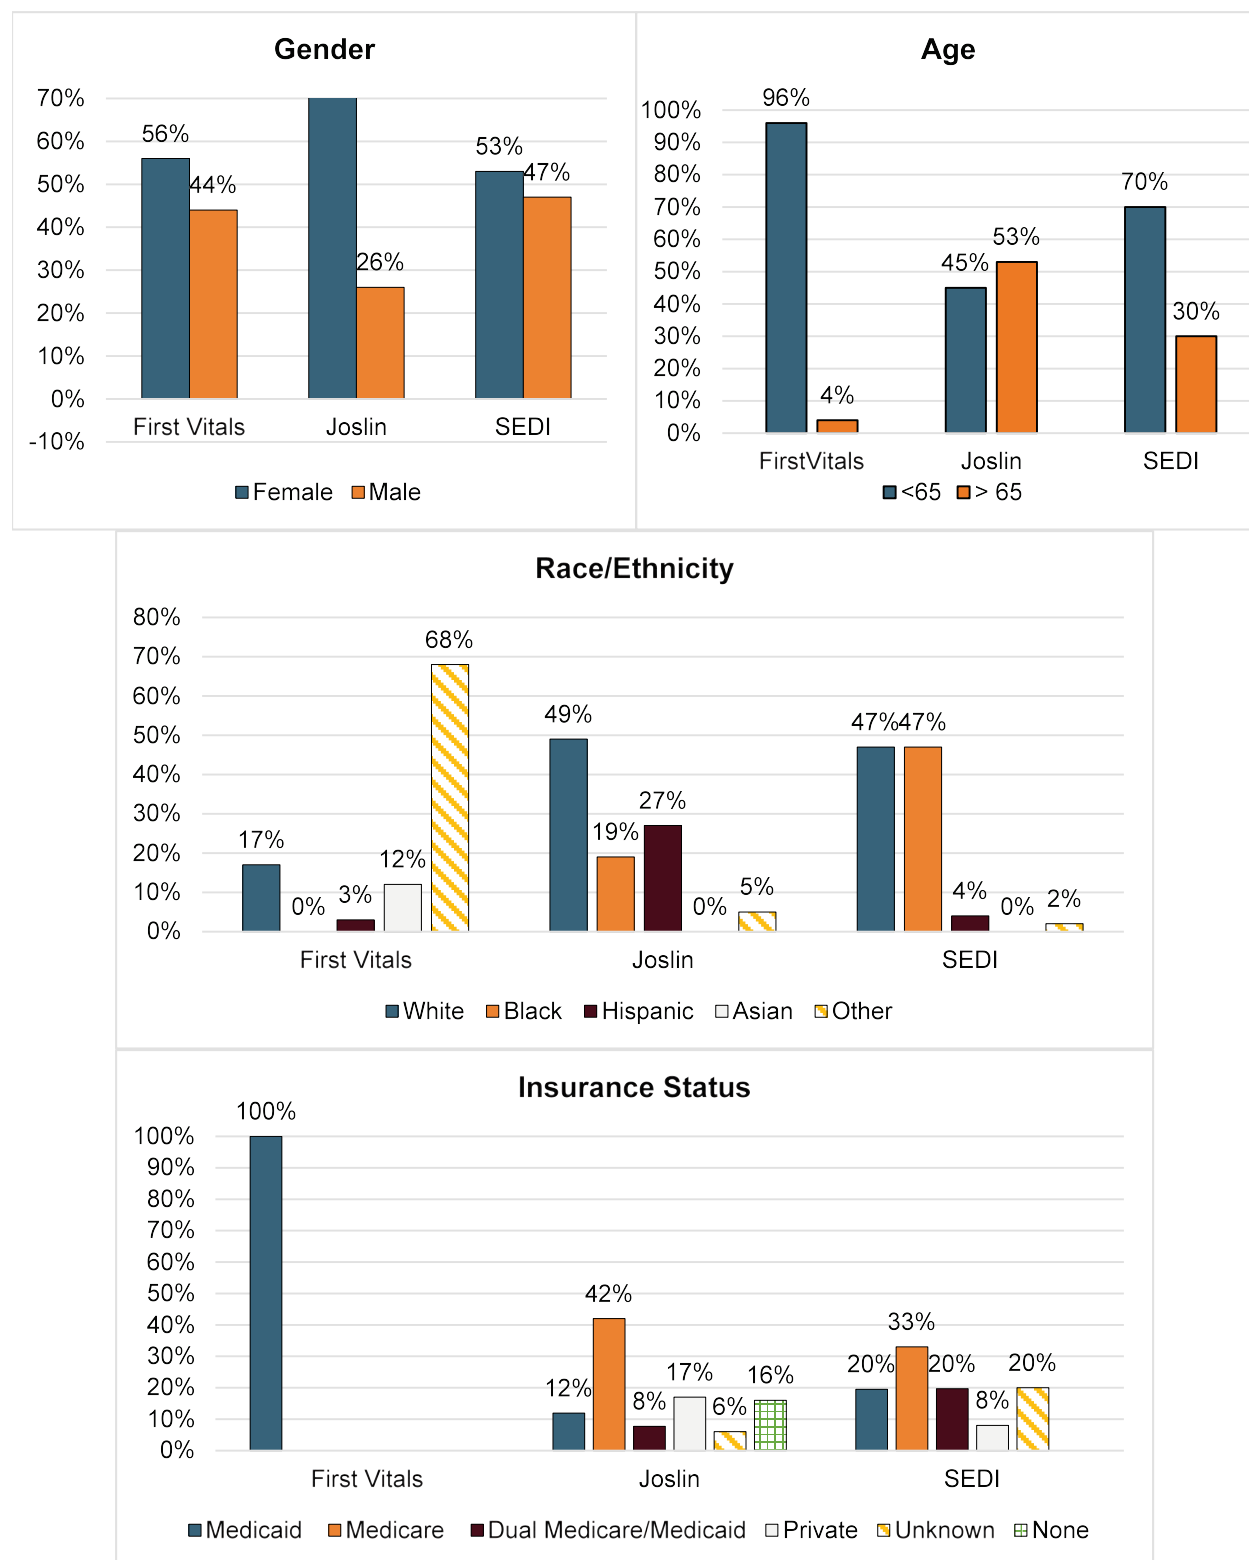 Gender
70%
60%
50%
40%
30%
20%
10%
0%
-10%
56%
44%
26%
53%
47%
First Vitals
Joslin
SEDI
Female
Male
Age
100%
90%
80%
70%
60%
50%
40%
30%
20%
10%
0%
96%
4%
45%
53%
70%
30%
FirstVitals
Joslin
SEDI
<65
> 65
Race/Ethnicity
80%
70%
60%
50%
40%
30%
20%
10%
0%
17%
0%
3%
12%
68%
49%
19%
27%
0%
5%
47%
47%
4%
0%
2%
First Vitals
Joslin
SEDI
White
Black
Hispanic
Asian
Other
Insurance Status
100%
90%
80%
70%
60%
50%
40%
30%
20%
10%
0%
100%
12%
42%
8%
17%
6%
16%
20%
33%
20%
8%
20%
First Vitals
Joslin
SEDI
Medicaid
Medicare
Dual Medicare/Medicaid
Private
Unknown
None